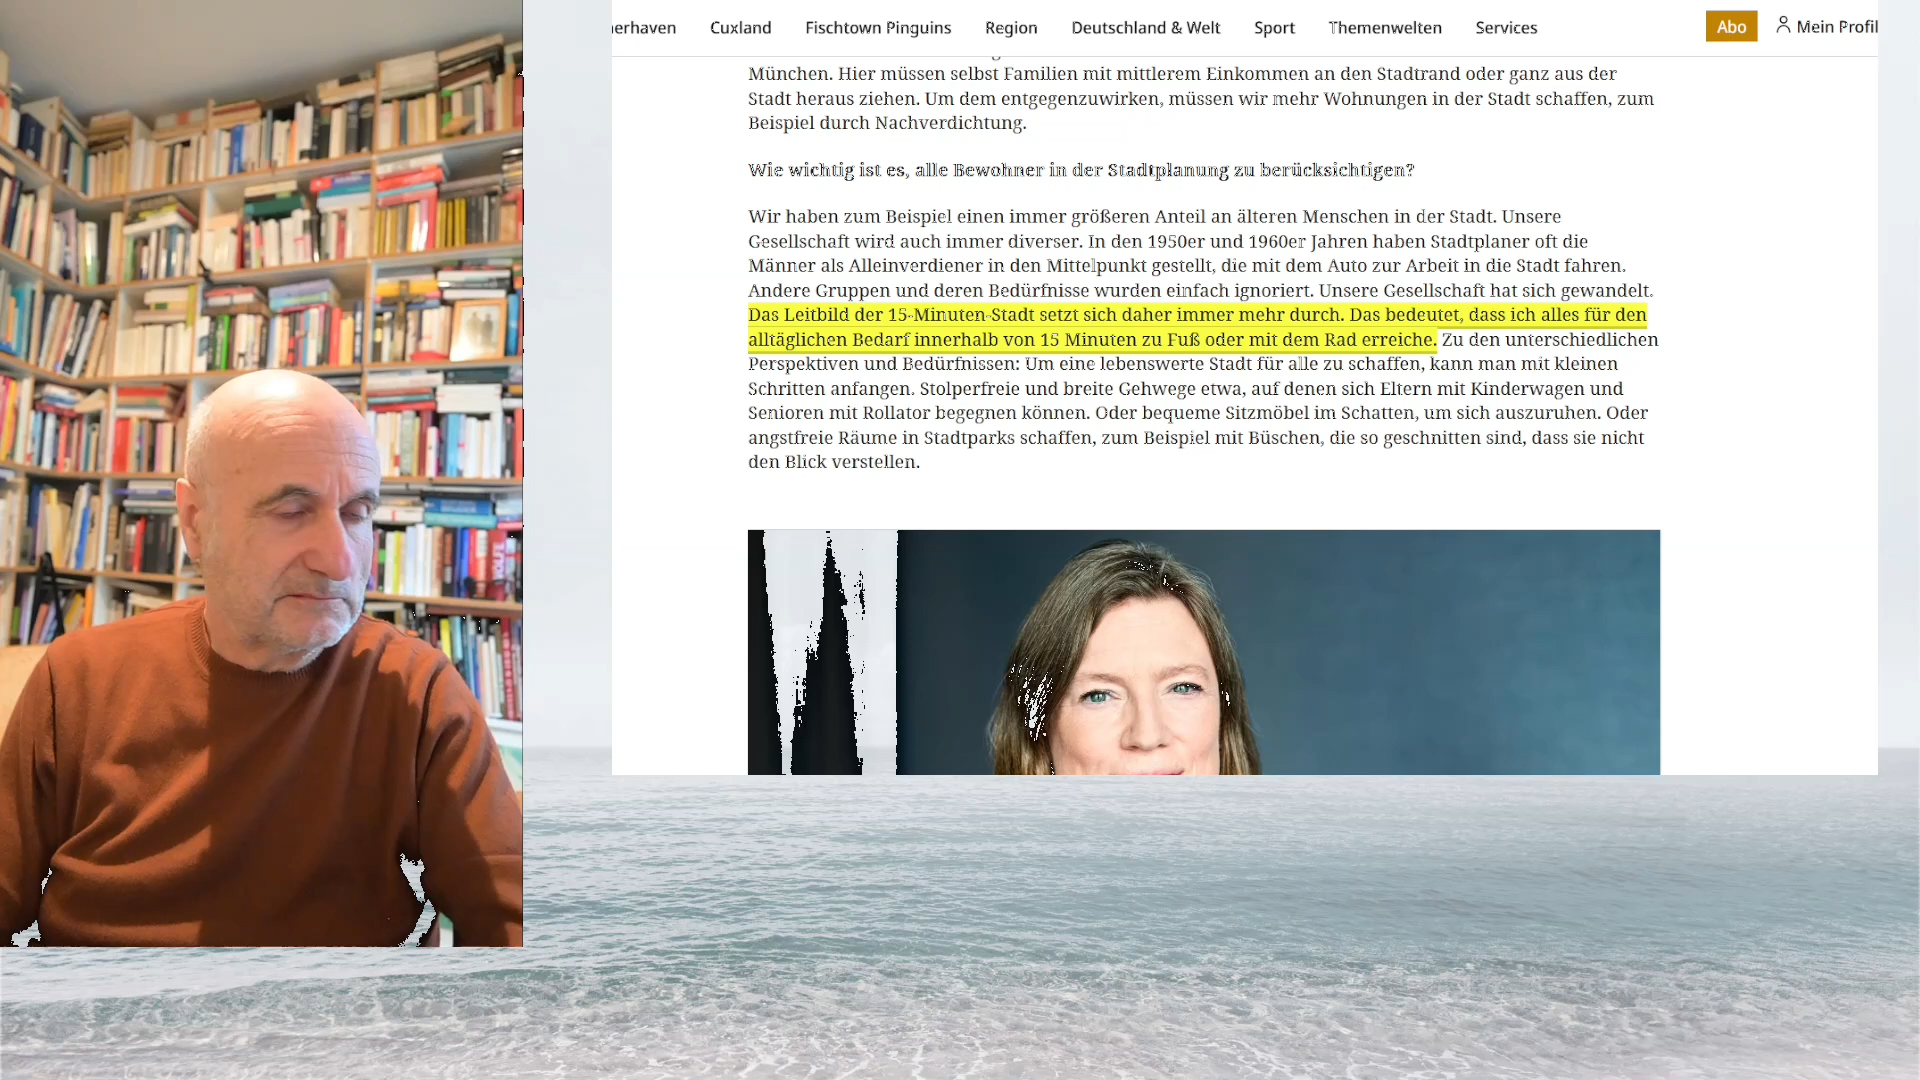 Cuxland Fischtown Pinguins Region Deutschland & Welt Sport Themenwelten Services Abo Mein Profil
München. Hier müssen selbst Familien mit mittlerem Einkommen an den Stadtrand oder ganz aus der
Stadt heraus ziehen. Um dem entgegenzuwirken, müssen wir mehr Wohnungen in der Stadt schaffen, zum
Beispiel durch Nachverdichtung.
Wie wichtig ist es, alle Bewohner in der Stadtplanung zu berücksichtigen?
Wir haben zum Beispiel einen immer größeren Anteil an älteren Menschen in der Stadt. Unsere
Gesellschaft wird auch immer diverser. In den 1950er und 1960er Jahren haben Stadtplaner oft die
Männer als Alleinverdiener in den Mittelpunkt gestellt, die mit dem Auto zur Arbeit in die Stadt fahren.
Andere Gruppen und deren Bedürfnisse wurden einfach ignoriert. Unsere Gesellschaft hat sich gewandelt.
Das Leitbild der 15-Minuten-Stadt setzt sich daher immer mehr durch. Das bedeutet, dass ich alles für den
alltäglichen Bedarf innerhalb von 15 Minuten zu Fuß oder mit dem Rad erreiche. Zu den unterschiedlichen
Perspektiven und Bedürfnissen: Um eine lebenswerte Stadt für alle zu schaffen, kann man mit kleinen
Schritten anfangen. Stolperfreie und breite Gehwege etwa, auf denen sich Eltern mit Kinderwagen und
Senioren mit Rollator begegnen können. Oder bequeme Sitzmöbel im Schatten, um sich auszuruhen. Oder
angstfreie Räume in Stadtparks schaffen, zum Beispiel mit Büschen, die so geschnitten sind, dass sie nicht
den Blick verstellen.